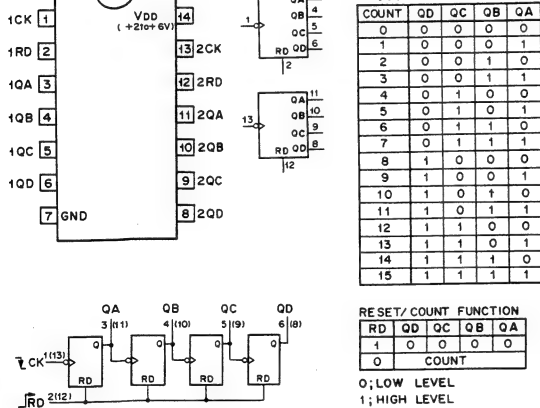 QA
VDD
(+2to+6V)
1CK 1
14
1RD 2
13 2CK
1QA 3
12 2RD
1QB 4
11 2QA
1QC 5
10 2QB
1QD 6
9 2QC
7 GND
8 2QD
1
QB 4
QC 5
RD QD 6
2
13
QA 11
QB 10
QC 9
RD QD 8
12
COUNT QD QC QB QA
0 0 0 0 0
1 0 0 0 1
2 0 0 1 0
3 0 0 1 1
4 0 1 0 0
5 0 1 0 1
6 0 1 1 0
7 0 1 1 1
8 1 0 0 0
9 1 0 0 1
10 1 0 1 0
11 1 0 1 1
12 1 1 0 0
13 1 1 0 1
14 1 1 1 0
15 1 1 1 1
QA QB QC QD
3 (11) 4 (10) 5 (9) 6 (8)
Q Q Q Q
CK 1(13)
RD RD RD RD
RD 2(12)
RESET/COUNT FUNCTION
RD QD QC QB QA
1 0 0 0 0
0 COUNT
0;LOW LEVEL
1;HIGH LEVEL